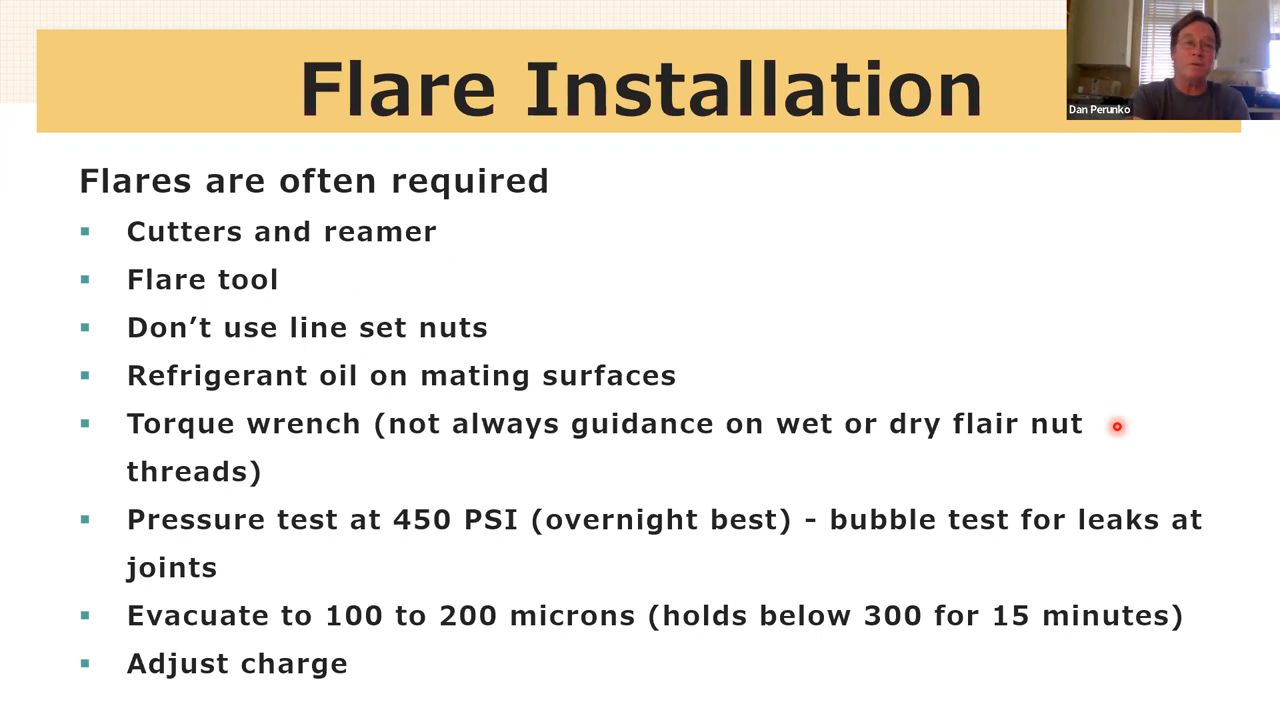 Flare Installation
Dan Perunko
Flares are often required
▪ Cutters and reamer
▪ Flare tool
▪ Don’t use line set nuts
▪ Refrigerant oil on mating surfaces
▪ Torque wrench (not always guidance on wet or dry flair nut
threads)
▪ Pressure test at 450 PSI (overnight best) - bubble test for leaks at
joints
▪ Evacuate to 100 to 200 microns (holds below 300 for 15 minutes)
▪ Adjust charge